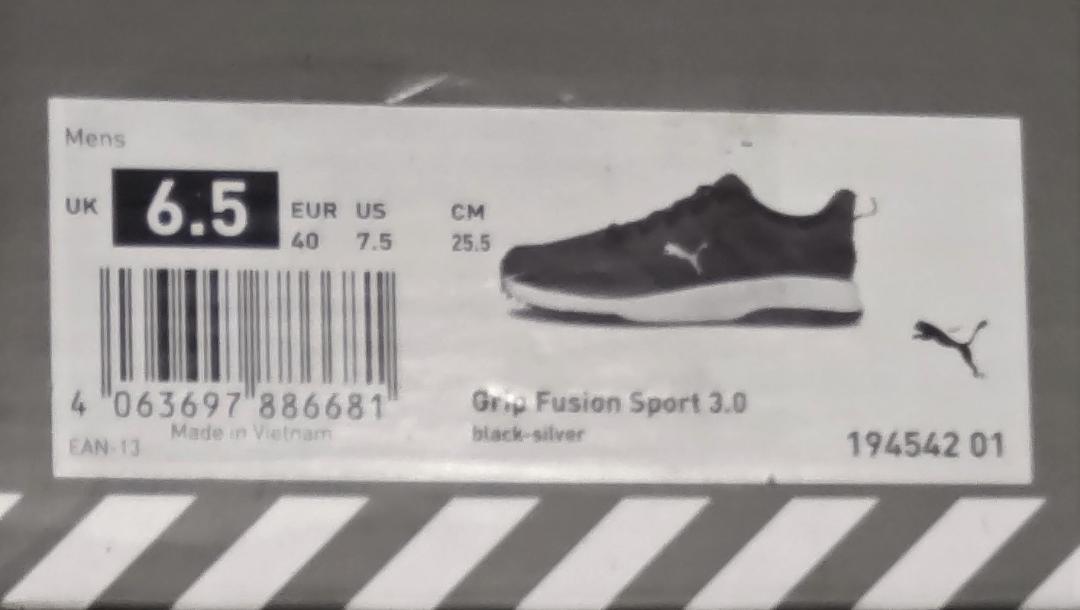 Mens
UK 6.5 EUR US CM
40 7.5 25.5
4 063697 886681
Made in Vietnam
EAN-13
Grip Fusion Sport 3.0
black-silver
194542 01